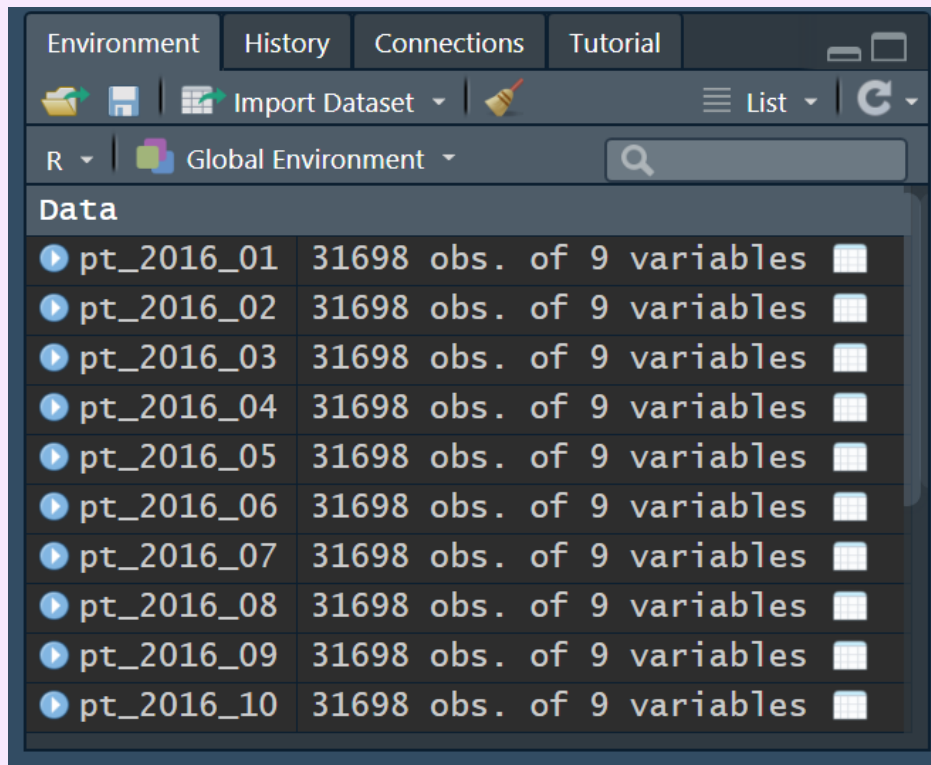 Environment History Connections Tutorial
Import Dataset List
R Global Environment
Data
pt_2016_01 31698 obs. of 9 variables
pt_2016_02 31698 obs. of 9 variables
pt_2016_03 31698 obs. of 9 variables
pt_2016_04 31698 obs. of 9 variables
pt_2016_05 31698 obs. of 9 variables
pt_2016_06 31698 obs. of 9 variables
pt_2016_07 31698 obs. of 9 variables
pt_2016_08 31698 obs. of 9 variables
pt_2016_09 31698 obs. of 9 variables
pt_2016_10 31698 obs. of 9 variables